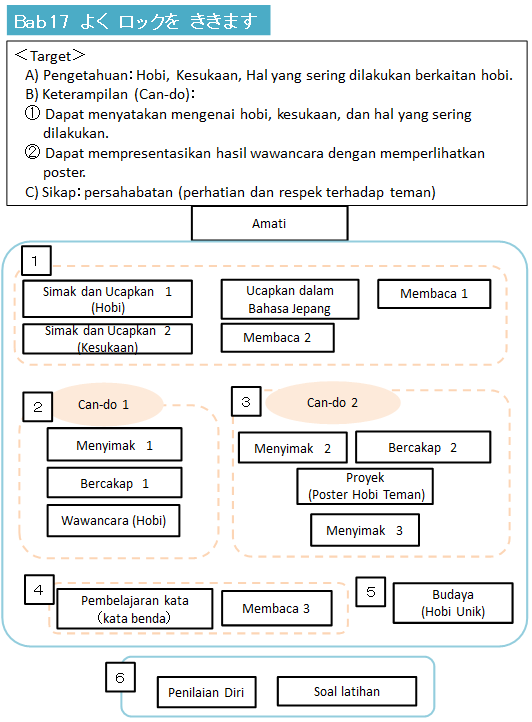 Bab 17 よく ロックを ききます
＜Target＞
A) Pengetahuan: Hobi, Kesukaan, Hal yang sering dilakukan berkaitan hobi.
B) Keterampilan (Can-do):
① Dapat menyatakan mengenai hobi, kesukaan, dan hal yang sering
dilakukan.
② Dapat mempresentasikan hasil wawancara dengan memperlihatkan
poster.
C) Sikap: persahabatan (perhatian dan respek terhadap teman)
Amati
1
Simak dan Ucapkan 1
(Hobi)
Ucapkan dalam
Bahasa Jepang
Membaca 1
Simak dan Ucapkan 2
(Kesukaan)
Membaca 2
2
Can-do 1
Menyimak 1
Bercakap 1
Wawancara (Hobi)
3
Can-do 2
Menyimak 2
Bercakap 2
Proyek
(Poster Hobi Teman)
Menyimak 3
4
Pembelajaran kata
(kata benda)
Membaca 3
5
Budaya
(Hobi Unik)
6
Penilaian Diri
Soal latihan